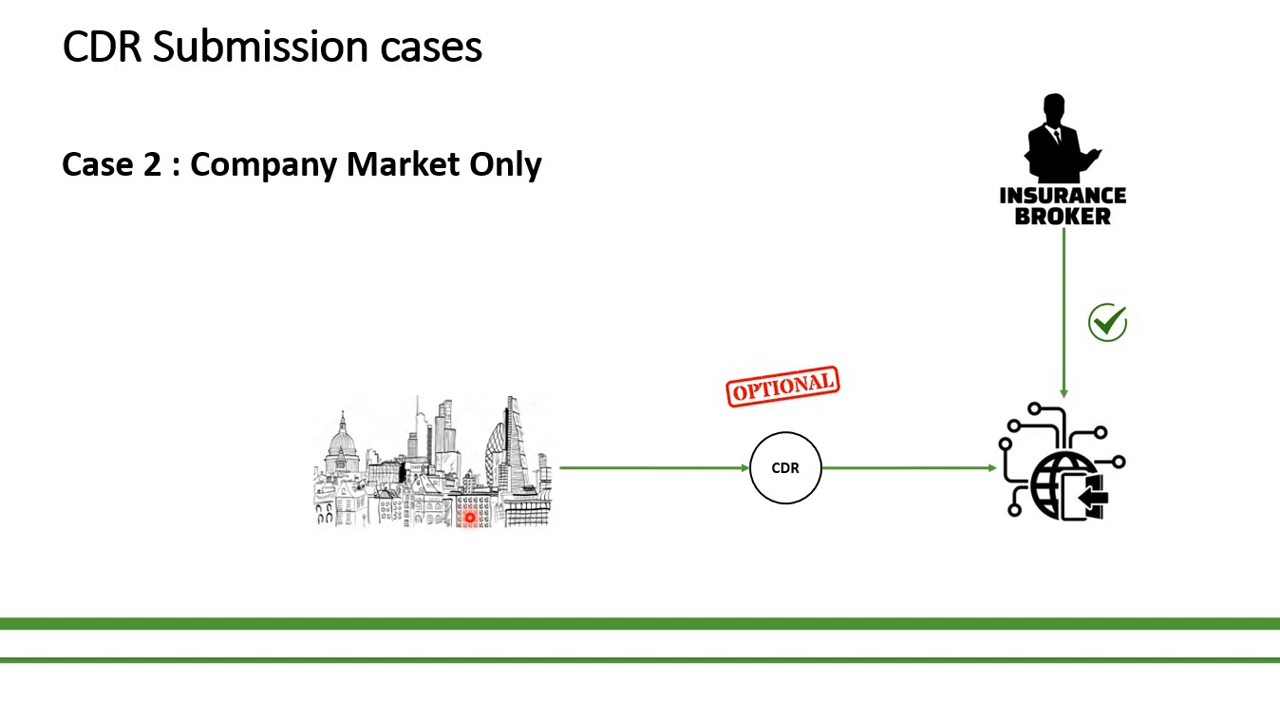 CDR Submission cases
Case 2 : Company Market Only
INSURANCE
BROKER
OPTIONAL
CDR